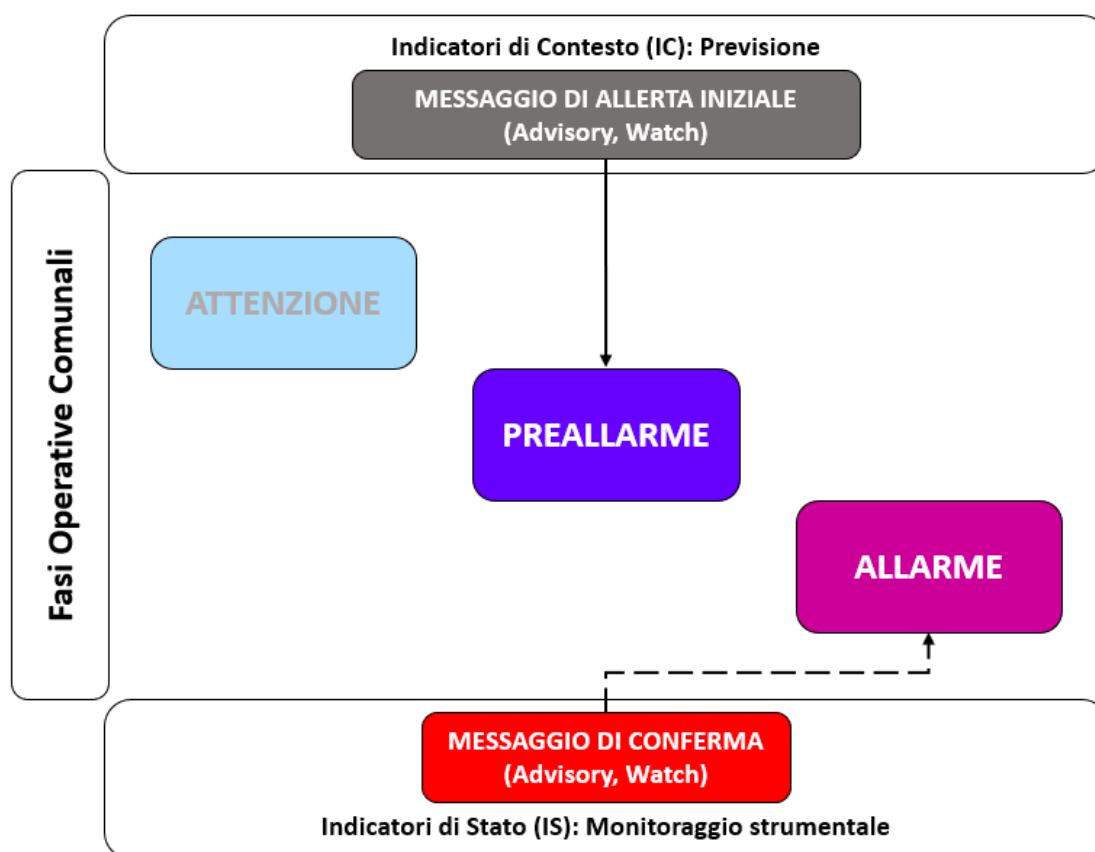 Indicatori di Contesto (IC): Previsione
MESSAGGIO DI ALLERTA INIZIALE
(Advisory, Watch)
Fasi Operative Comunali
ATTENZIONE
PREALLARME
ALLARME
MESSAGGIO DI CONFERMA
(Advisory, Watch)
Indicatori di Stato (IS): Monitoraggio strumentale